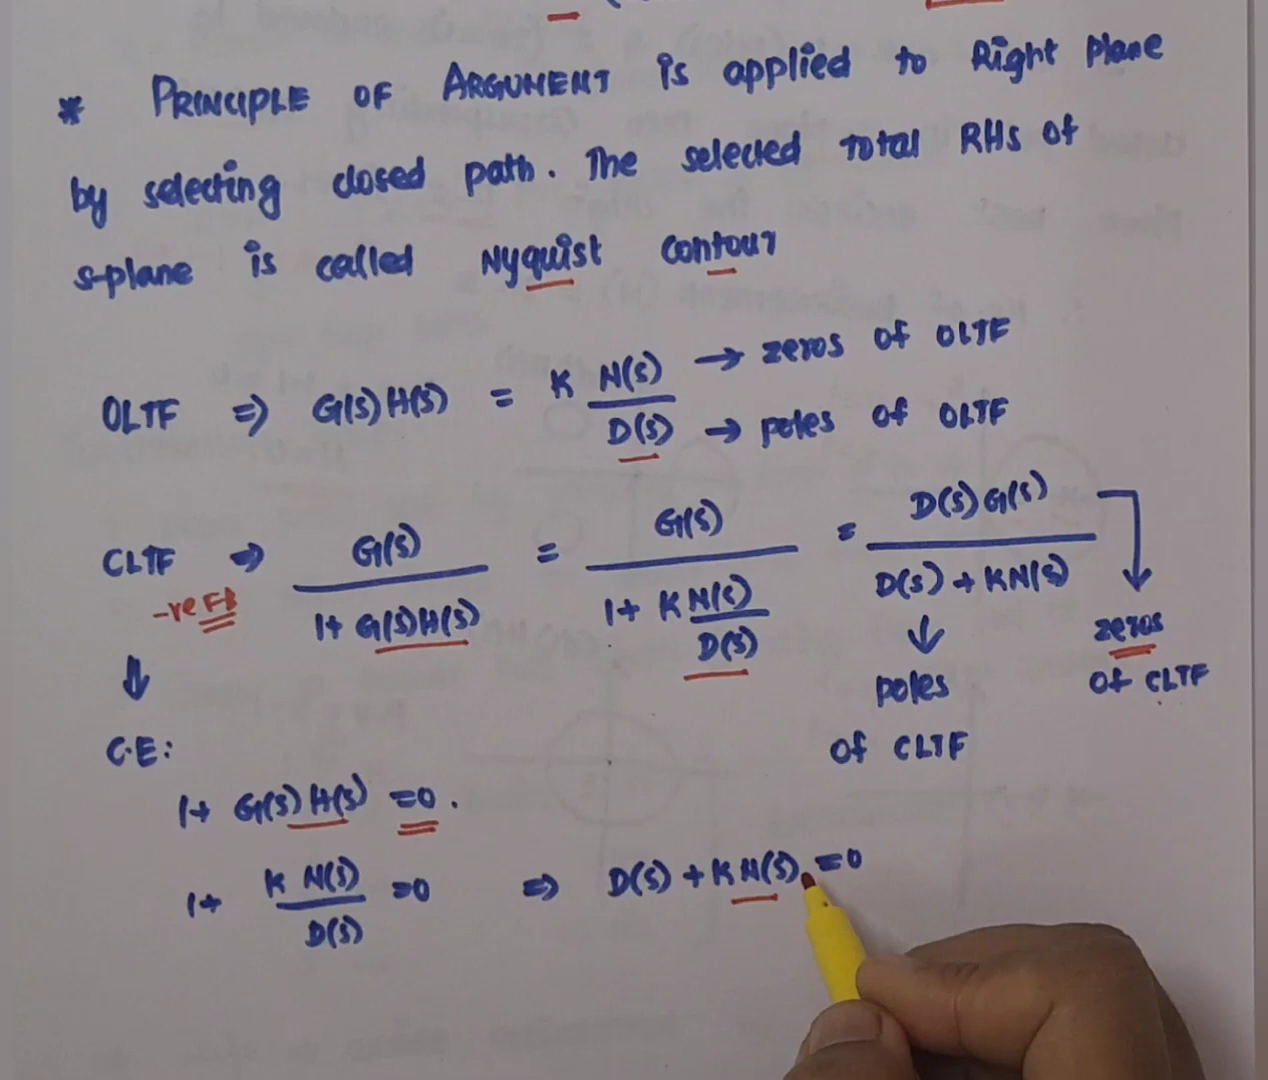 * PRINCIPLE OF ARGUMENT is applied to Right plane
by selecting closed path. The selected total RHS of
s-plane is called Nyquist contour
OLTF ⇒ G(s)H(s) = K N(s)/D(s) → zeros of OLTF
→ poles of OLTF
CLTF ⇒ G(s)/(1+ G(s)H(s)) = G(s)/(1+ K N(s)/D(s)) = D(s)G(s)/(D(s) + KN(s))
-ve
↓ ↓ poles of CLTF
zeros of CLTF
C.E:
1+ G(s)H(s) =0.
1+ K N(s)/D(s) =0 ⇒ D(s) + K N(s) =0